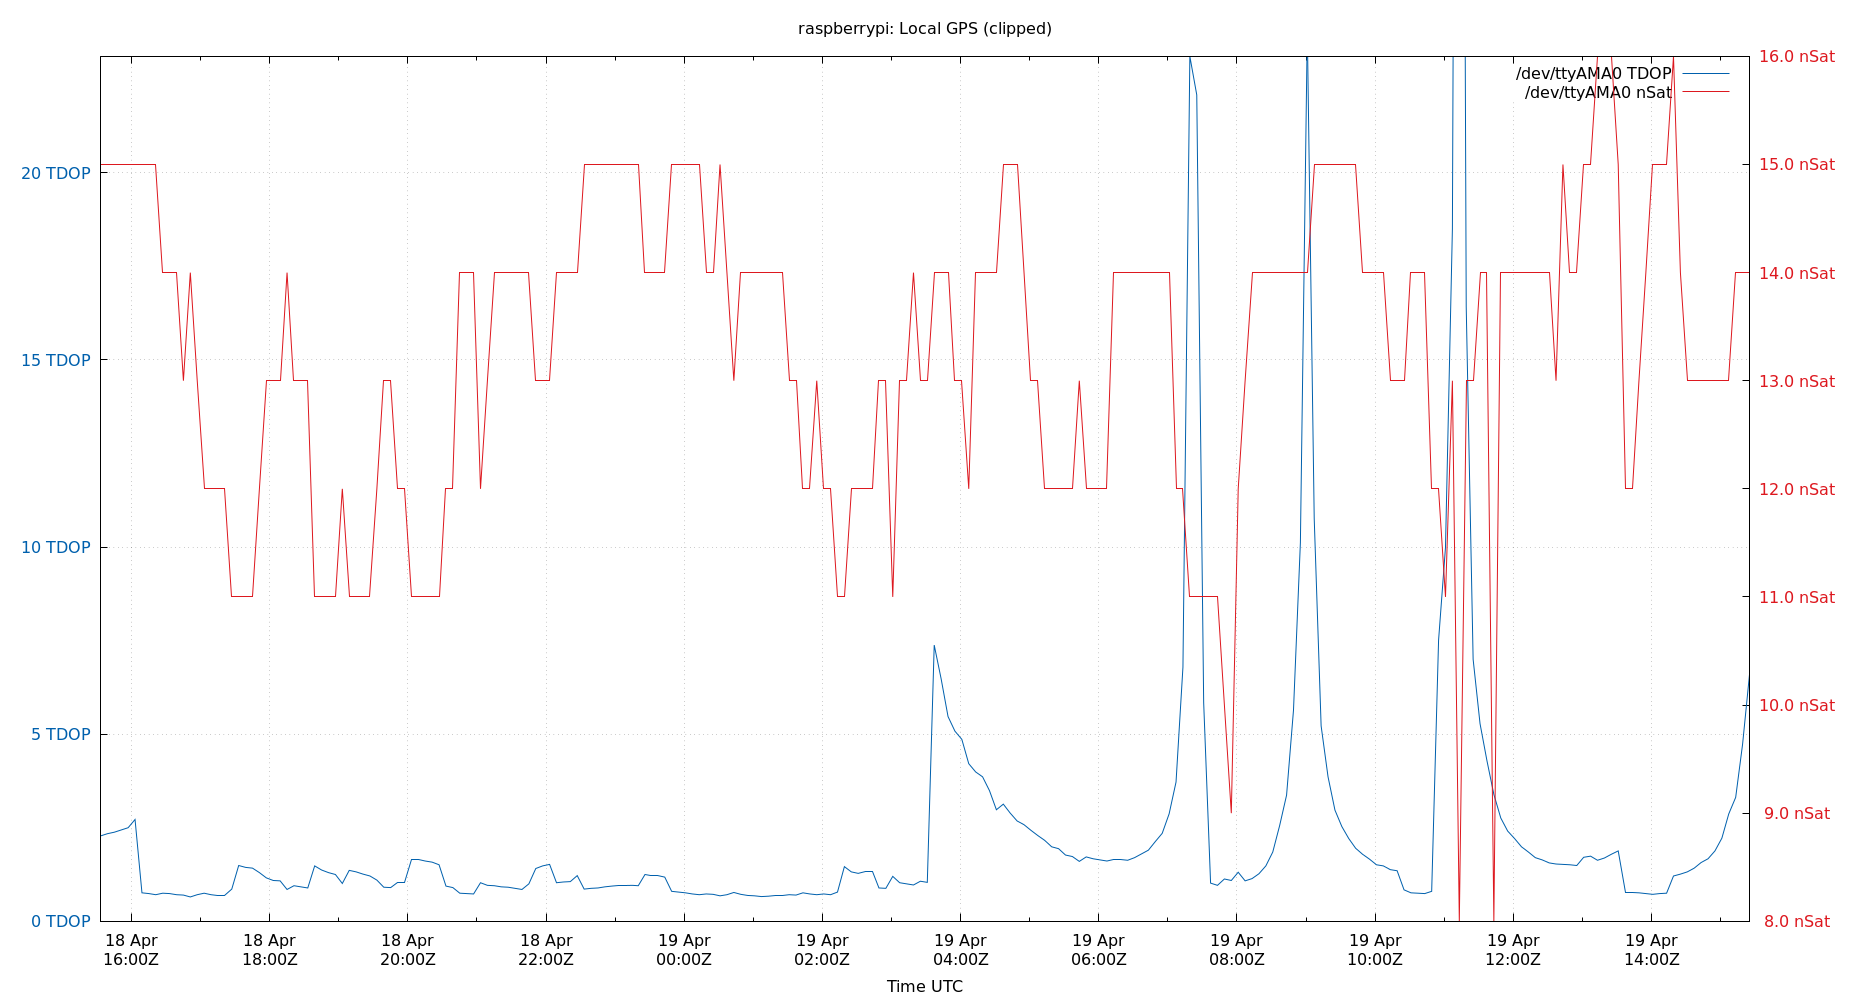 raspberrypi: Local GPS (clipped)
16.0 nSat
/dev/ttyAMA0 TDOP
/dev/ttyAMA0 nSat
15.0 nSat
20 TDOP
14.0 nSat
15 TDOP
13.0 nSat
12.0 nSat
10 TDOP
11.0 nSat
10.0 nSat
5 TDOP
9.0 nSat
0 TDOP
8.0 nSat
18 Apr 18 Apr 18 Apr 18 Apr 19 Apr 19 Apr 19 Apr 19 Apr 19 Apr 19 Apr 19 Apr 19 Apr
16:00Z 18:00Z 20:00Z 22:00Z 00:00Z 02:00Z 04:00Z 06:00Z 08:00Z 10:00Z 12:00Z 14:00Z
Time UTC